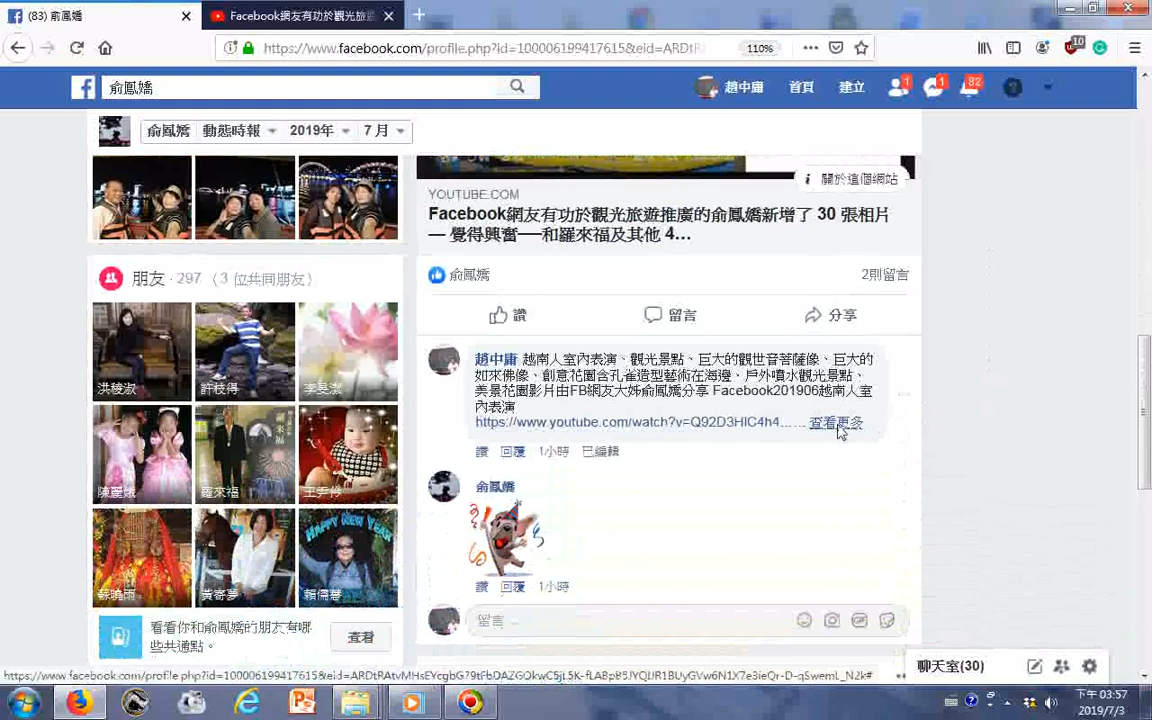 (83) 俞鳳嬌
Facebook網友有功於觀光旅遊
https://www.facebook.com/profile.php?id=100006199417615&eid=ARDtR
110%
10
俞鳳嬌
趙中庸
首頁
建立
1
1
82
俞鳳嬌 動態時報 2019年 7 月
關於這個網站
YOUTUBE.COM
Facebook網友有功於觀光旅遊推廣的俞鳳嬌新增了 30 張相片
— 覺得興奮──和羅來福及其他 4...
朋友 · 297 （3 位共同朋友）
俞鳳嬌
2則留言
讚
留言
分享
趙中庸 越南人室內表演、觀光景點、巨大的觀世音菩薩像、巨大的
如來佛像、創意花園含孔雀造型藝術在海邊、戶外噴水觀光景點、
美景花園影片由FB網友大姊俞鳳嬌分享 Facebook201906越南人室
內表演
https://www.youtube.com/watch?v=Q92D3HIC4h4...... 查看更多
讚 回覆 1小時 已編輯
俞鳳嬌
讚 回覆 1小時
洪稜淑
許枝得
陳麗娥
羅來福
HAPPY NEW YEAR
黃寄夢
看看你和俞鳳嬌的朋友有哪
些共通點。
查看
留言......
GIF
聊天室(30)
下午 03:57
2019/7/3